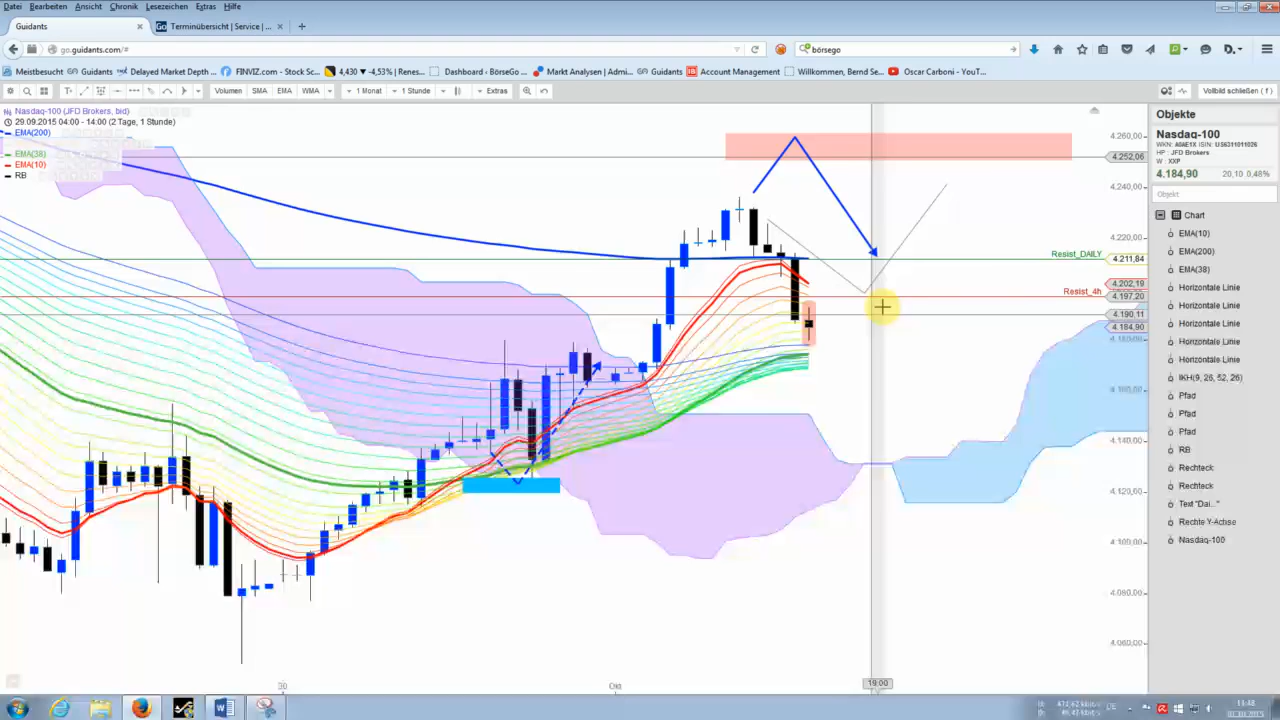 Datei Bearbeiten Ansicht Chronik Lesezeichen Extras Hilfe
Guidants × Terminübersicht | Service | ... × +
go.guidants.com/# börsego
Meistbesucht Guidants Delayed Market Depth ... FINVIZ.com - Stock Sc... 4,430 ▼ -4,53% | Renes... Dashboard ‹ BörseGo ... Markt Analysen | Admi... Guidants Account Management Willkommen, Bernd Se... Oscar Carboni - YouT...
Volumen SMA EMA WMA 1 Monat 1 Stunde Extras Vollbild schließen ( f )
Nasdaq-100 (JFD Brokers, bid)
29.09.2015 04:00 - 14:00 (2 Tage, 1 Stunde)
EMA(200)
EMA(38)
EMA(10)
RB
4.260,00
4.252,06
4.240,00
4.220,00
Resist_DAILY 4.211,84
4.202,19
Resist_4h 4.197,20
4.190,11
4.184,90
4.180,00
4.160,00
4.140,00
4.120,00
4.100,00
4.080,00
4.060,00
30 Okt 19:00
Objekte
Nasdaq-100
WKN: A0AE1X ISIN: US6311011026
HP: JFD Brokers
W: XXP
4.184,90 20,10 0,48%
Objekt
Chart
EMA(10)
EMA(200)
EMA(38)
Horizontale Linie
Horizontale Linie
Horizontale Linie
Horizontale Linie
Horizontale Linie
IKH(9, 26, 52, 26)
Pfad
Pfad
Pfad
RB
Rechteck
Rechteck
Text "Dai..."
Rechte Y-Achse
Nasdaq-100
DE 11:48